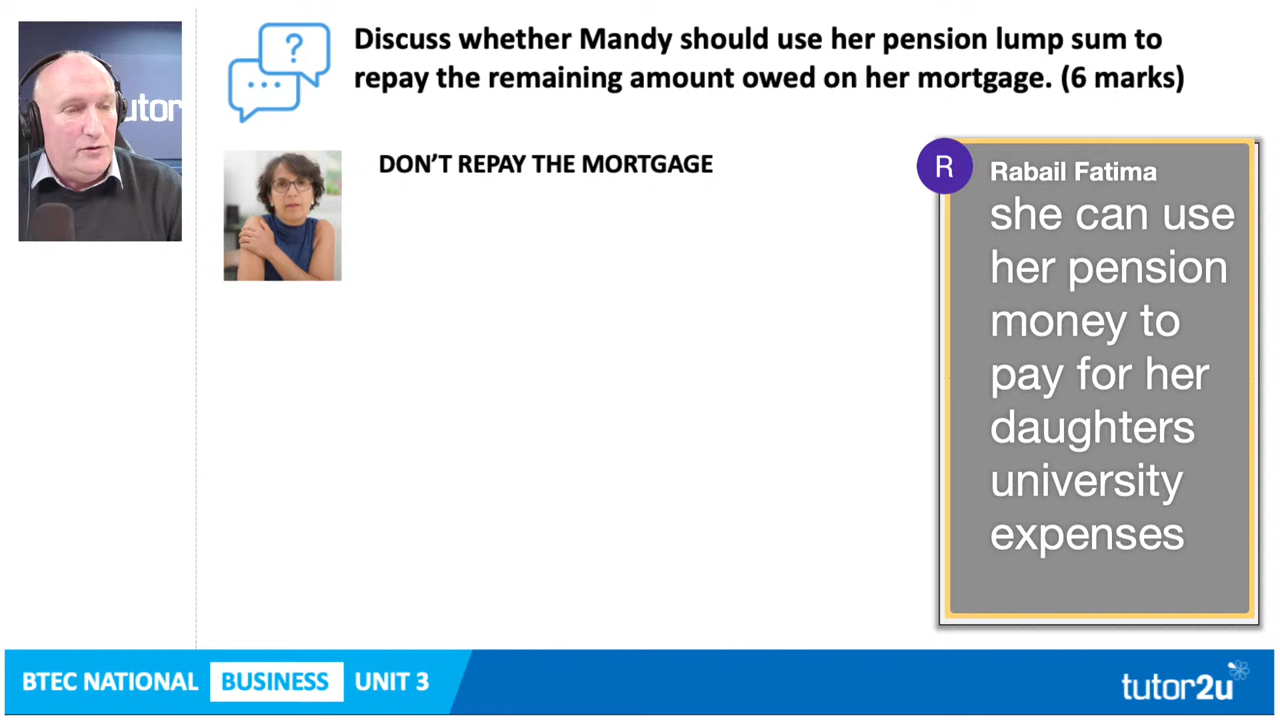 utor
?
Discuss whether Mandy should use her pension lump sum to
repay the remaining amount owed on her mortgage. (6 marks)
DON'T REPAY THE MORTGAGE
R
Rabail Fatima
she can use
her pension
money to
pay for her
daughters
university
expenses
BTEC NATIONAL BUSINESS UNIT 3
tutor2u